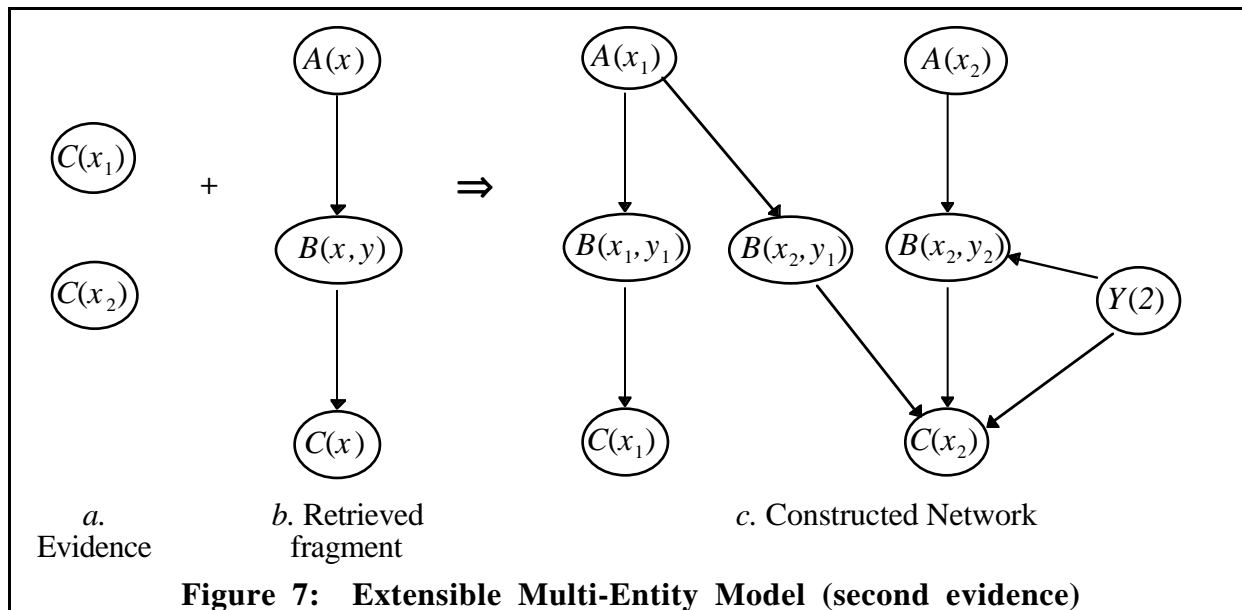 A(x)
A(x₁)
A(x₂)
C(x₁)
+
⇒
B(x, y)
B(x₁, y₁)
B(x₂, y₁)
B(x₂, y₂)
C(x₂)
Y(2)
C(x)
C(x₁)
C(x₂)
a.
Evidence
b. Retrieved
fragment
c. Constructed Network
Figure 7: Extensible Multi-Entity Model (second evidence)